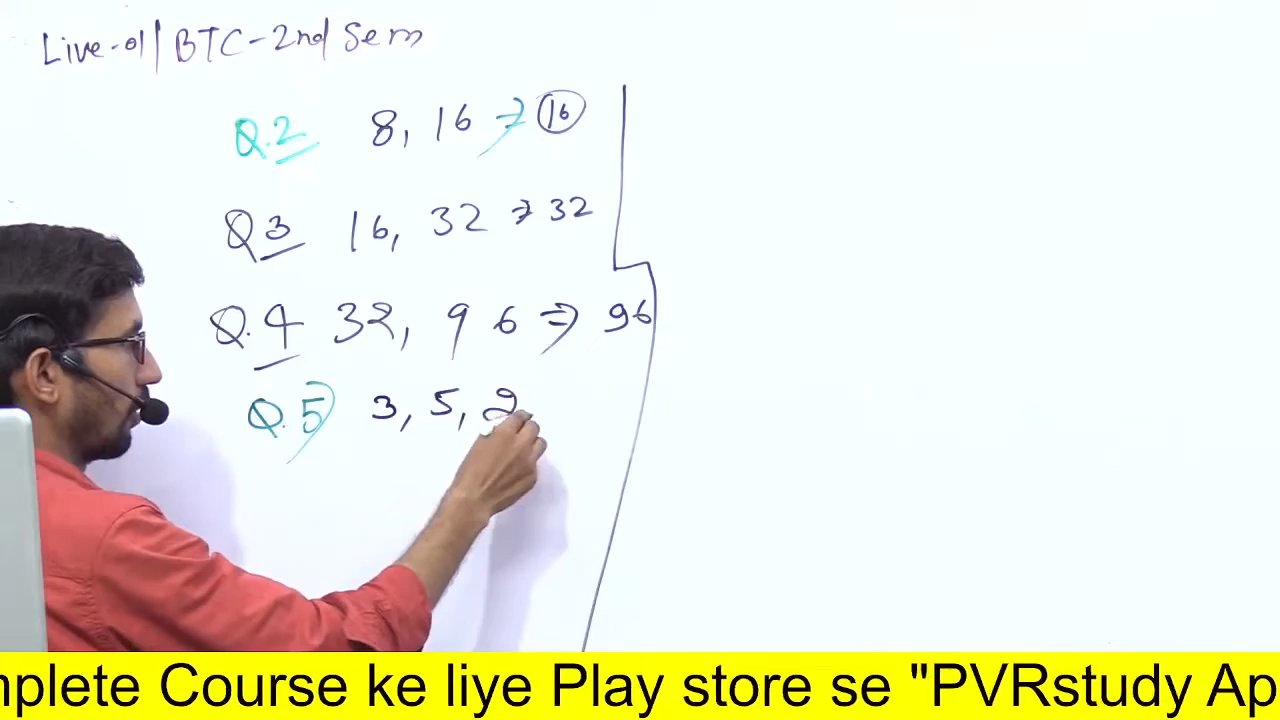 Live-01/ BTC-2nd Sem
Q.2 8, 16 ⇒ 16
Q.3 16, 32 ⇒ 32
Q.4 32, 96 ⇒ 96
Q.5 3, 5, 2
mplete Course ke liye Play store se "PVRstudy Ap